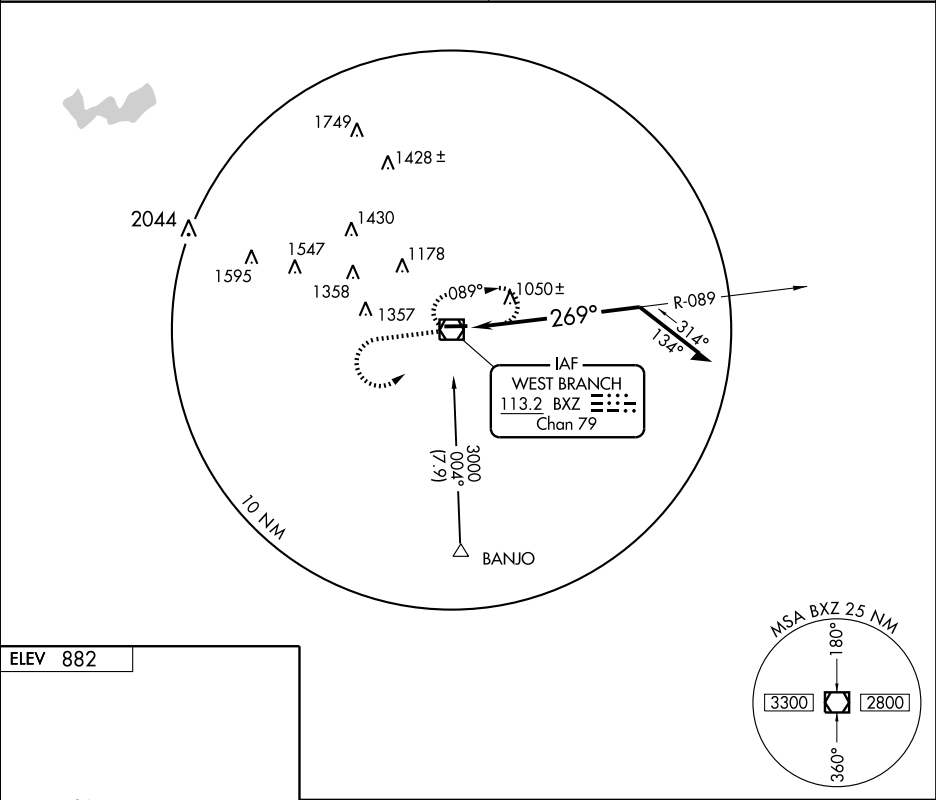 1749
1428 ±
2044
1430
1595
1547
1178
1358
1357
089°
1050±
269°
R-089
314°
134°
IAF
WEST BRANCH
113.2 BXZ
Chan 79
3000
004°
(7.9)
10 NM
BANJO
MSA BXZ 25 NM
180°
3300
2800
360°
ELEV 882